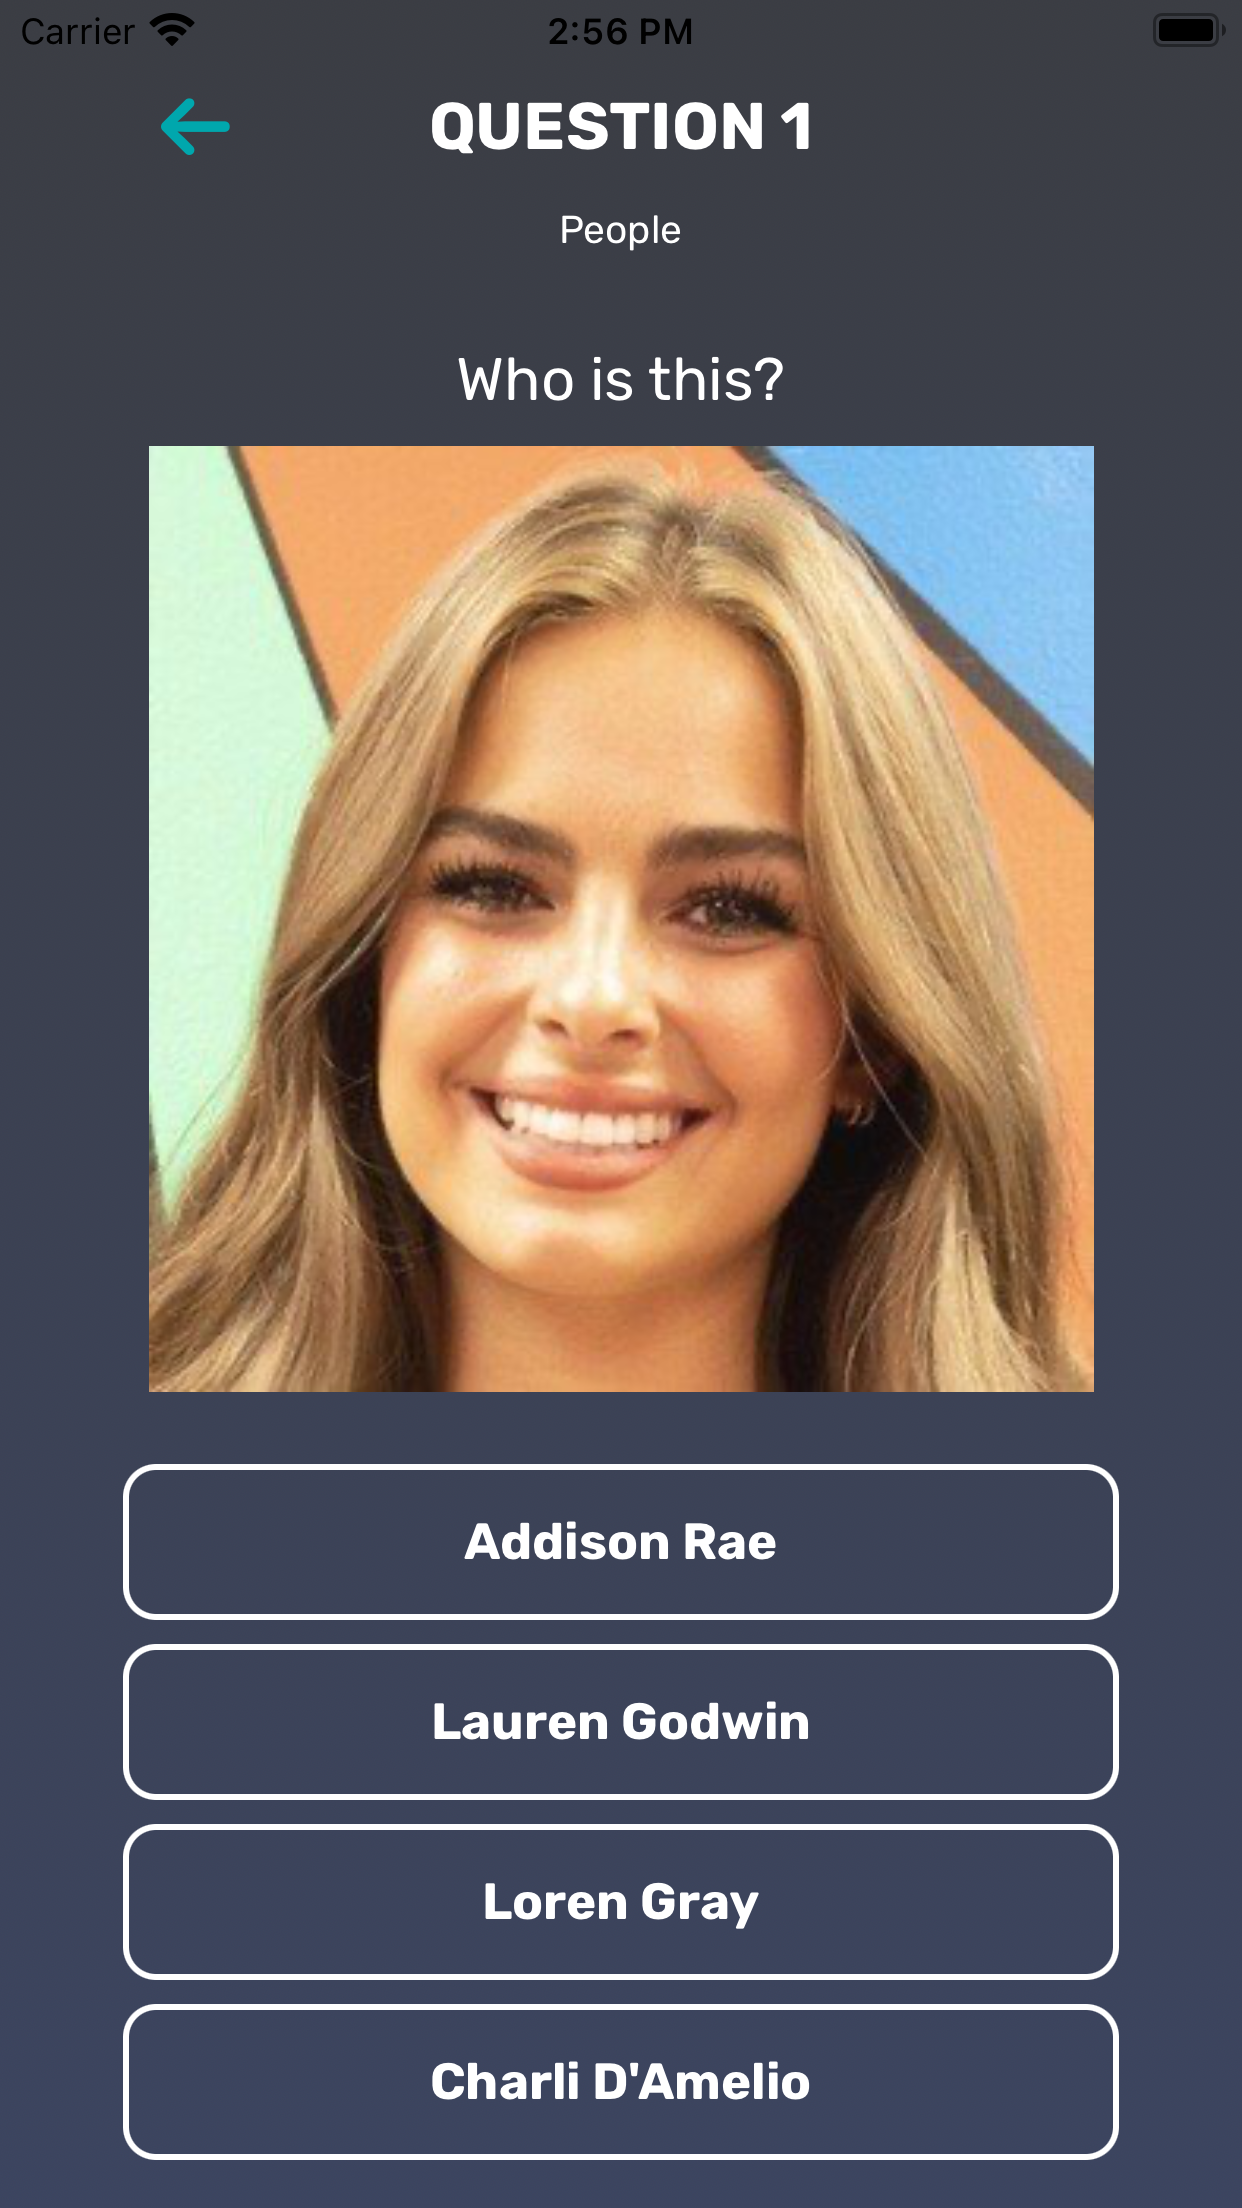 Carrier 2:56 PM
QUESTION 1
People
Who is this?
Addison Rae
Lauren Godwin
Loren Gray
Charli D'Amelio